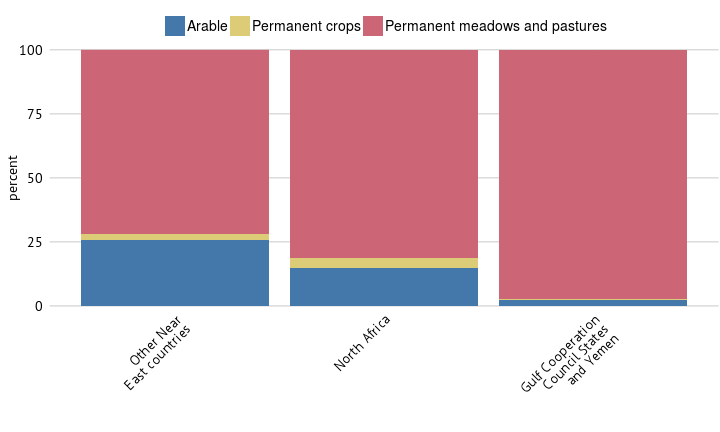 Arable Permanent crops Permanent meadows and pastures
100
75
50
25
0
percent
Other Near
East countries
North Africa
Gulf Cooperation
Council States
and Yemen